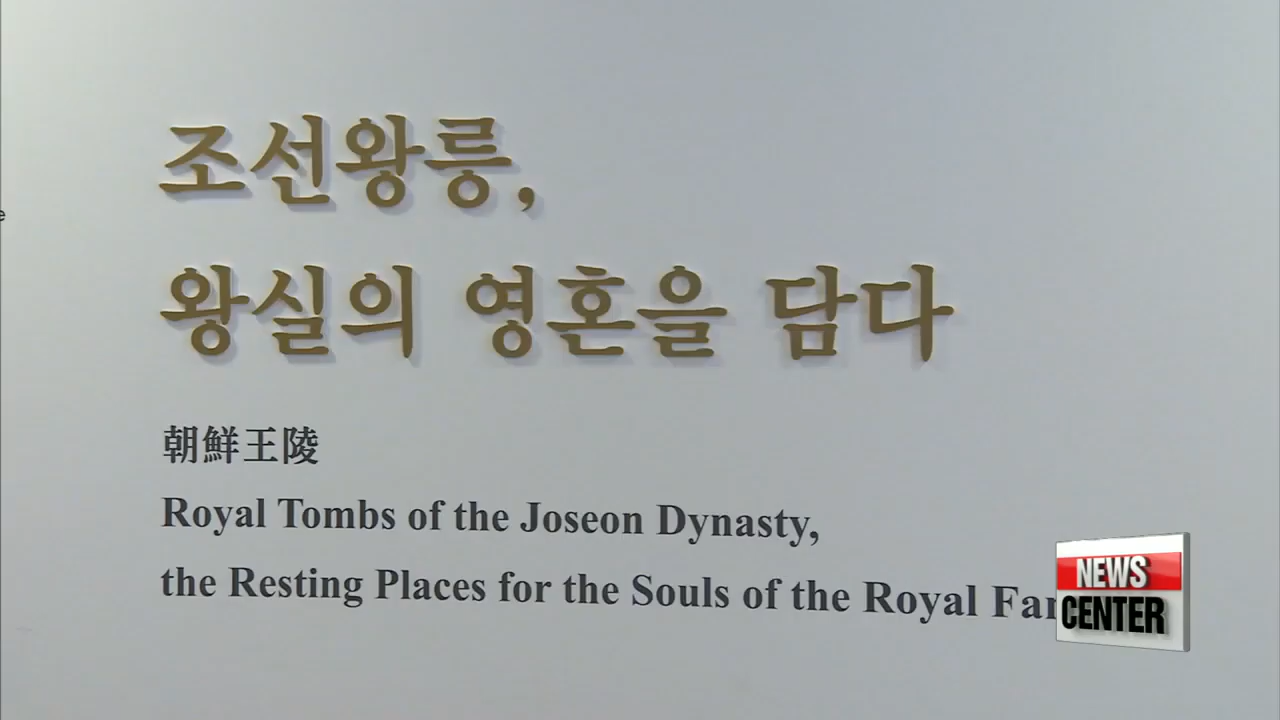 조선왕릉,
왕실의 영혼을 담다
朝鮮王陵
Royal Tombs of the Joseon Dynasty,
the Resting Places for the Souls of the Royal
NEWS
CENTER